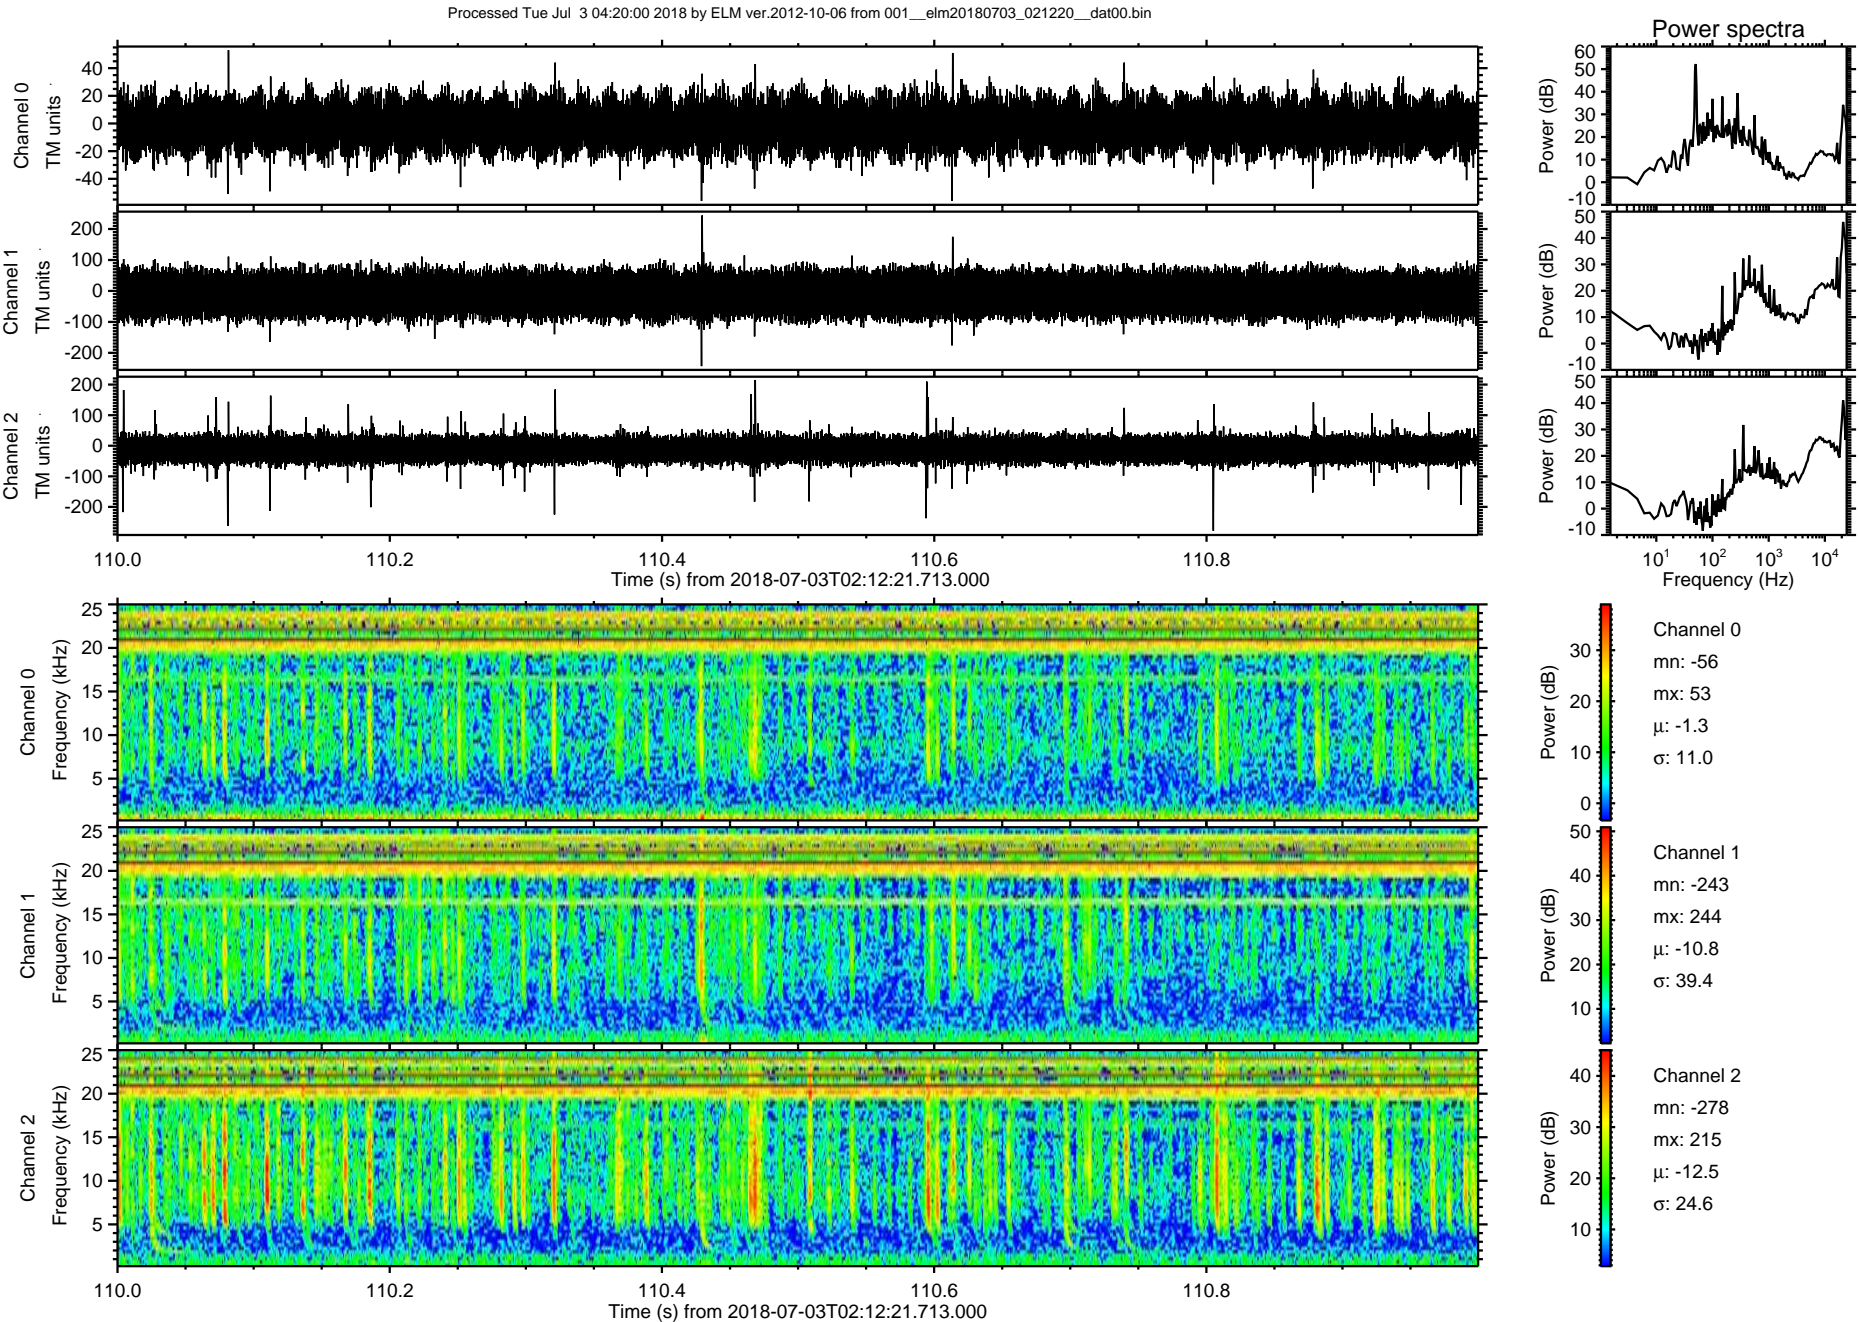 Processed Tue Jul  3 04:20:00 2018 by ELM ver.2012-10-06 from 001__elm20180703_021220__dat00.bin
Power spectra
Channel 0
TM units
40
20
0
-20
-40
Power (dB)
60
50
40
30
20
10
0
-10
Channel 1
TM units
200
100
0
-100
-200
Power (dB)
50
40
30
20
10
0
-10
Channel 2
TM units
200
100
0
-100
-200
Power (dB)
50
40
30
20
10
0
-10
110.0 110.2 110.4 110.6 110.8
Time (s) from 2018-07-03T02:12:21.713.000
10¹ 10² 10³ 10⁴
Frequency (Hz)
Channel 0
Frequency (kHz)
25
20
15
10
5
Power (dB)
30
20
10
0
Channel 0
mn: -56
mx: 53
μ: -1.3
σ: 11.0
Channel 1
Frequency (kHz)
25
20
15
10
5
Power (dB)
50
40
30
20
10
Channel 1
mn: -243
mx: 244
μ: -10.8
σ: 39.4
Channel 2
Frequency (kHz)
25
20
15
10
5
Power (dB)
40
30
20
10
Channel 2
mn: -278
mx: 215
μ: -12.5
σ: 24.6
110.0 110.2 110.4 110.6 110.8
Time (s) from 2018-07-03T02:12:21.713.000